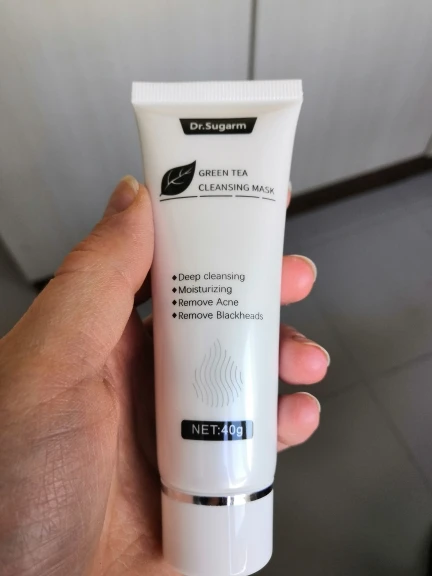 Dr.Sugarm
GREEN TEA
CLEANSING MASK
◆Deep cleansing
◆Moisturizing
◆Remove Acne
◆Remove Blackheads
NET:40g